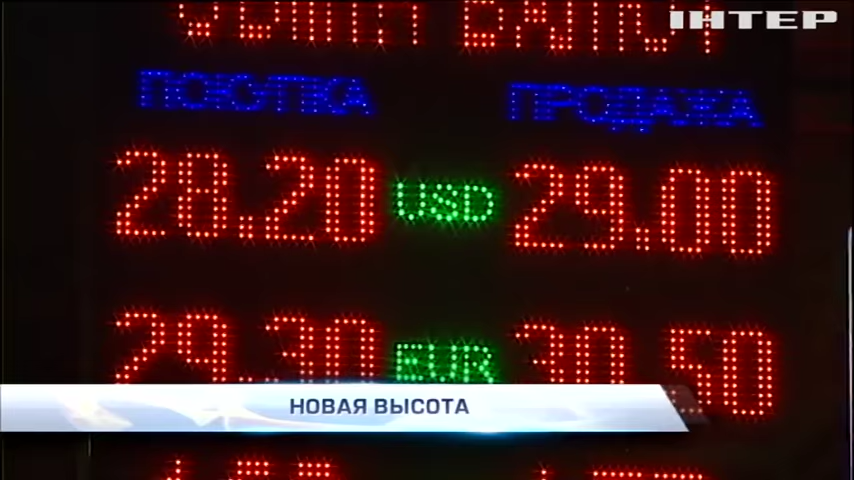 ІНТЕР
ПОКУПКА ПРОДАЖА
28.20 USD 29.00
29.30 EUR 30.50
НОВАЯ ВЫСОТА